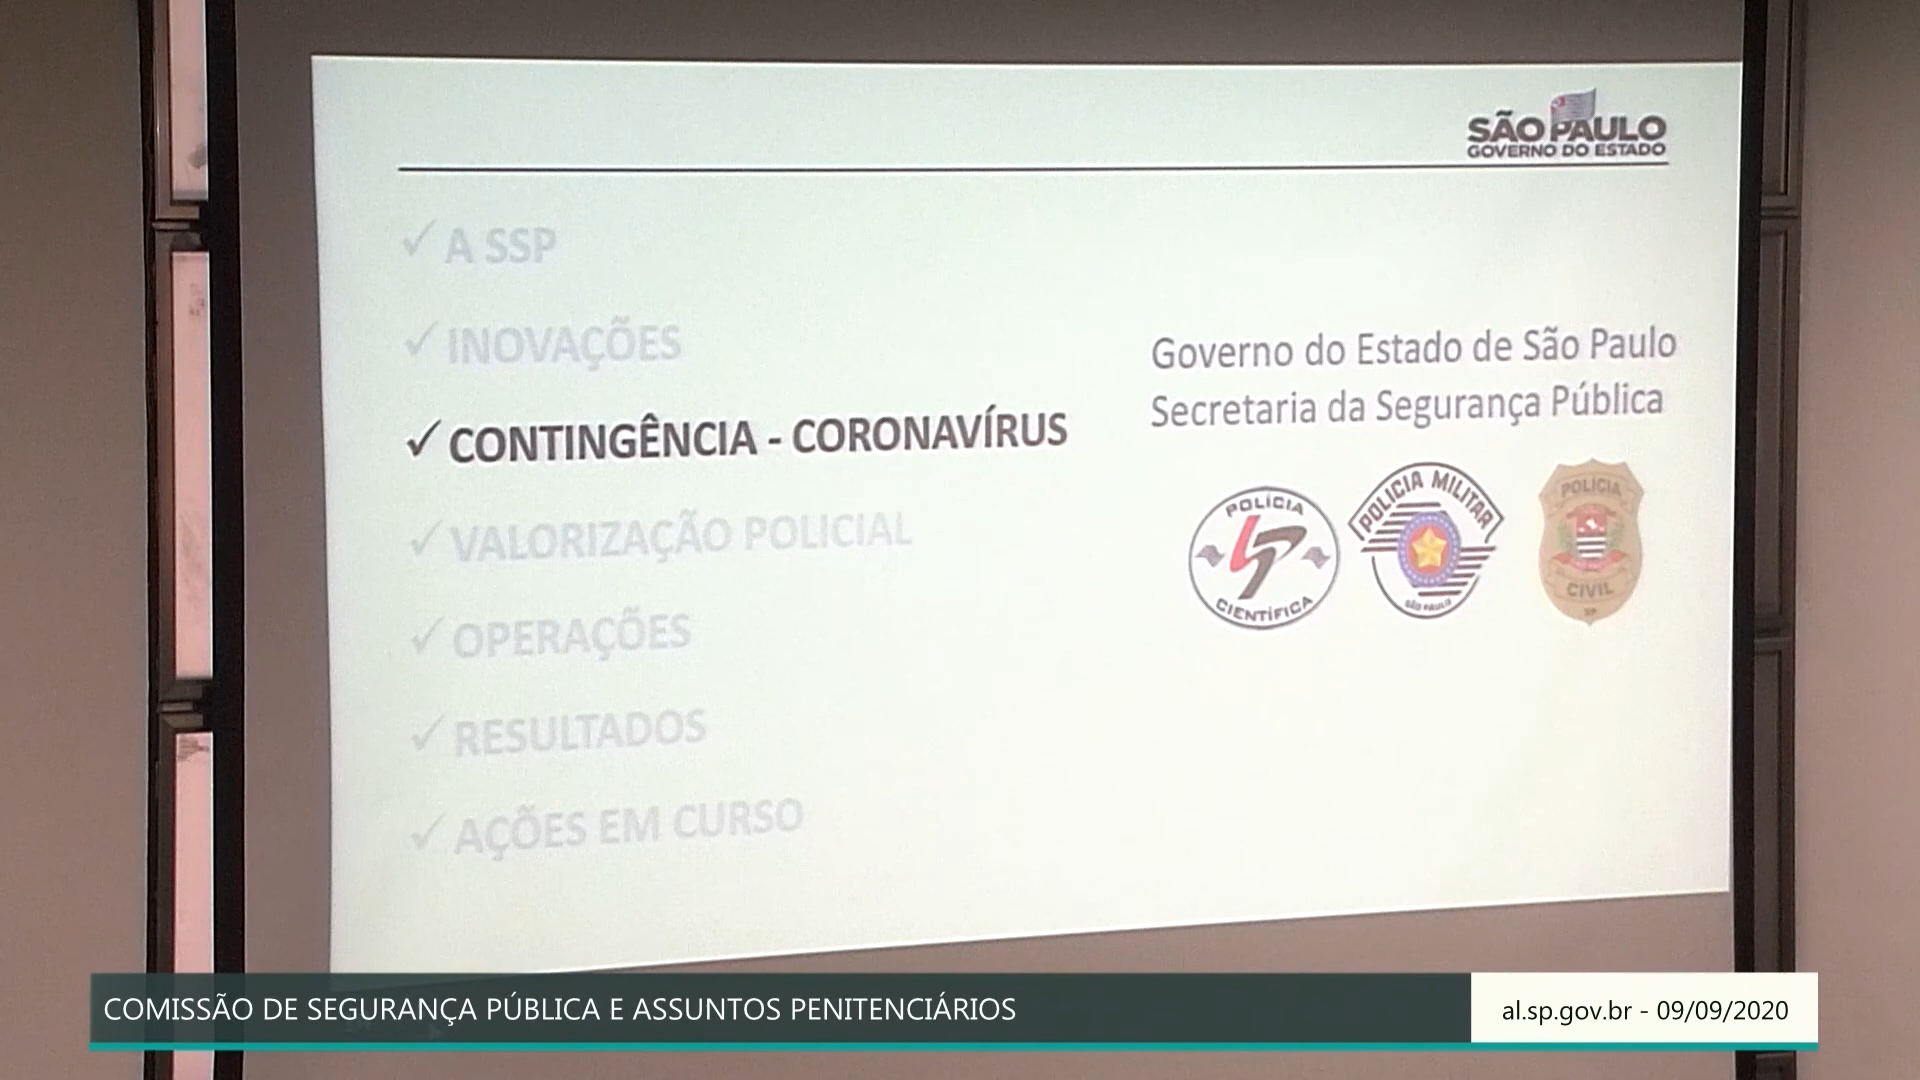 SÃO PAULO
GOVERNO DO ESTADO
✓ A SSP
✓ INOVAÇÕES
✓ CONTINGÊNCIA - CORONAVÍRUS
✓ VALORIZAÇÃO POLICIAL
✓ OPERAÇÕES
✓ RESULTADOS
✓ AÇÕES EM CURSO
Governo do Estado de São Paulo
Secretaria da Segurança Pública
POLÍCIA
CIENTÍFICA
POLICIA MILITAR
SÃO PAULO
POLÍCIA
CIVIL
SP
COMISSÃO DE SEGURANÇA PÚBLICA E ASSUNTOS PENITENCIÁRIOS
al.sp.gov.br - 09/09/2020